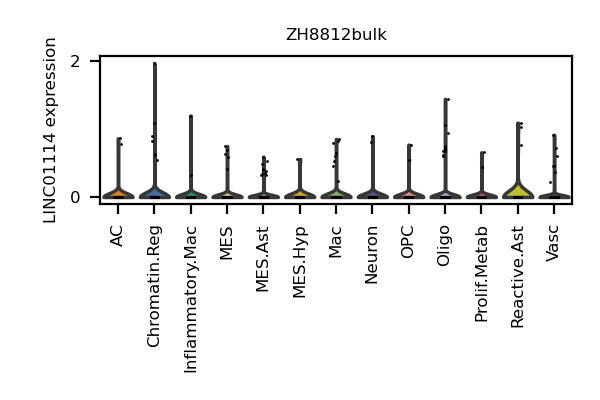 ZH8812bulk
LINC01114 expression
2
0
AC
Chromatin.Reg
Inflammatory.Mac
MES
MES.Ast
MES.Hyp
Mac
Neuron
OPC
Oligo
Prolif.Metab
Reactive.Ast
Vasc